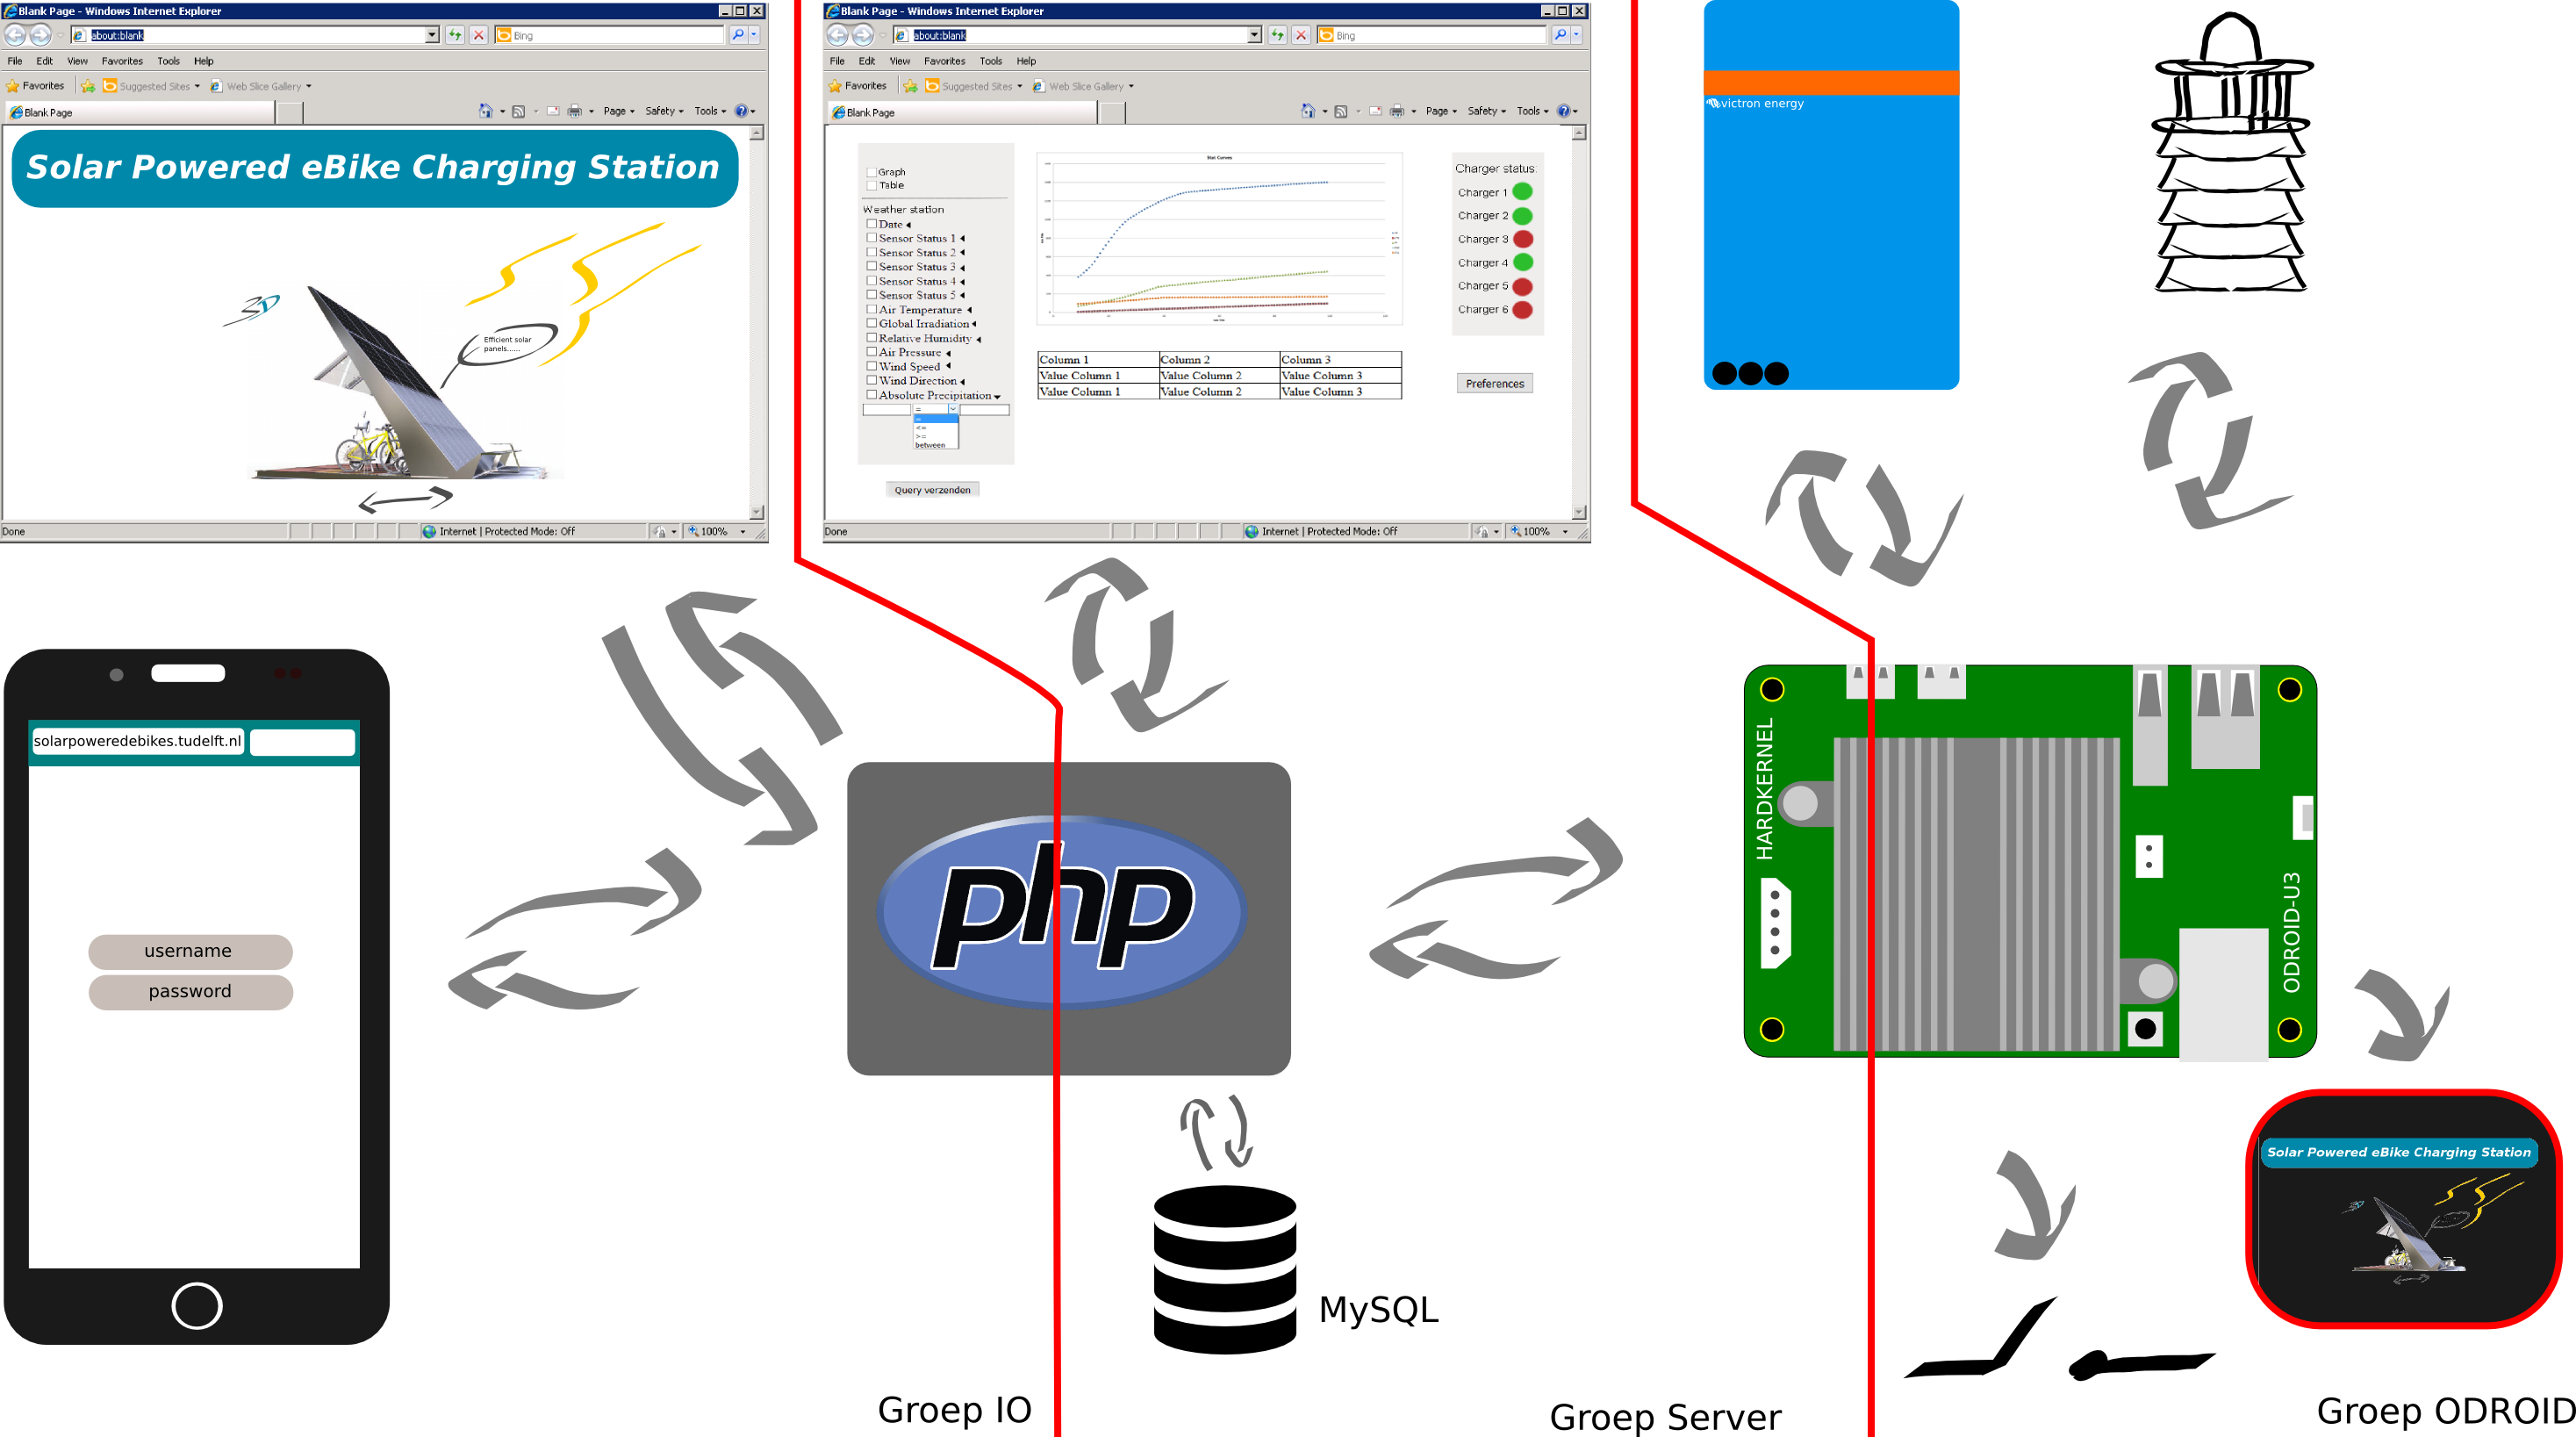 Blank Page - Windows Internet Explorer
about:blank
Bing
File Edit View Favorites Tools Help
Favorites Suggested Sites Web Slice Gallery
Blank Page
Page Safety Tools
Solar Powered eBike Charging Station
Efficient solar
panels......
Done
Internet | Protected Mode: Off
100%
Blank Page - Windows Internet Explorer
about:blank
Bing
File Edit View Favorites Tools Help
Favorites Suggested Sites Web Slice Gallery
Blank Page
Page Safety Tools
Graph
Table
Weather station
Date
Sensor Status 1
Sensor Status 2
Sensor Status 3
Sensor Status 4
Sensor Status 5
Air Temperature
Global Irradiation
Relative Humidity
Air Pressure
Wind Speed
Wind Direction
Absolute Precipitation
=
=
<=
>=
between
Query verzenden
Stat Curves
Column 1 Column 2 Column 3
Value Column 1 Value Column 2 Value Column 3
Value Column 1 Value Column 2 Value Column 3
Charger status:
Charger 1
Charger 2
Charger 3
Charger 4
Charger 5
Charger 6
Preferences
Done
Internet | Protected Mode: Off
100%
victron energy
solarpoweredebikes.tudelft.nl
username
password
php
HARDKERNEL
ODROID-U3
MySQL
Solar Powered eBike Charging Station
Groep IO
Groep Server
Groep ODROID